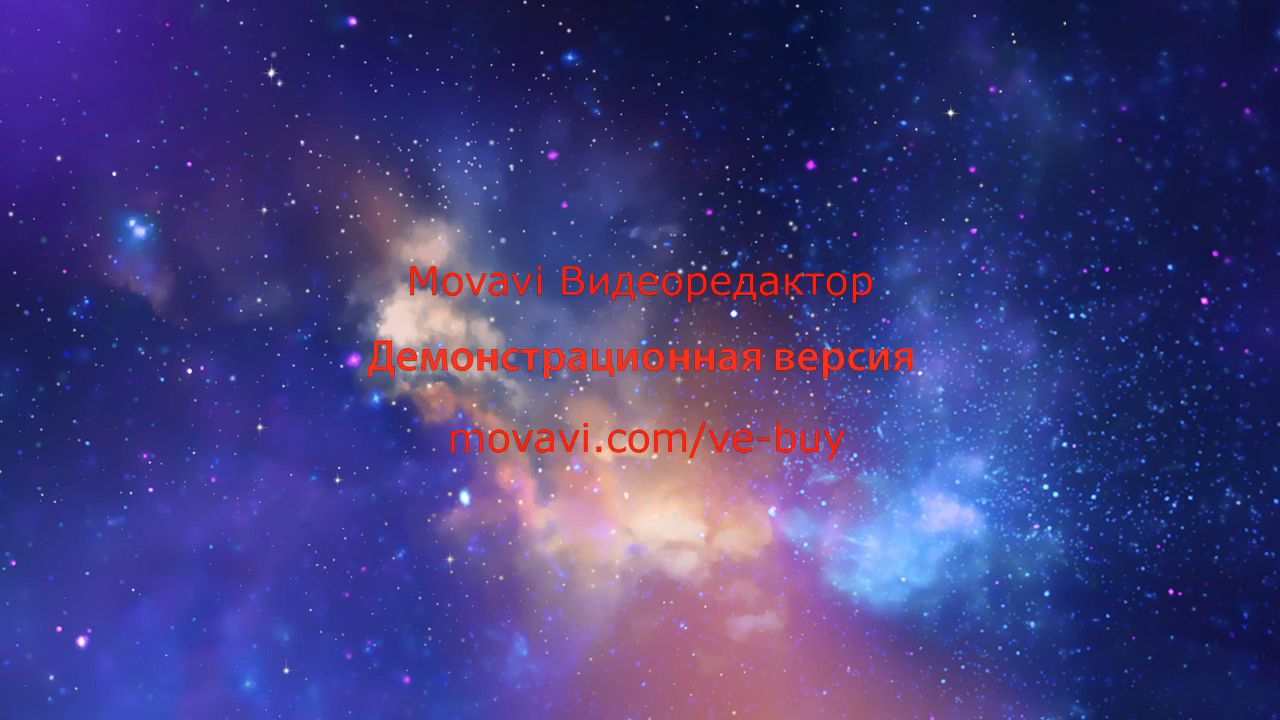 Movavi Видеоредактор
Демонстрационная версия
movavi.com/ve-buy